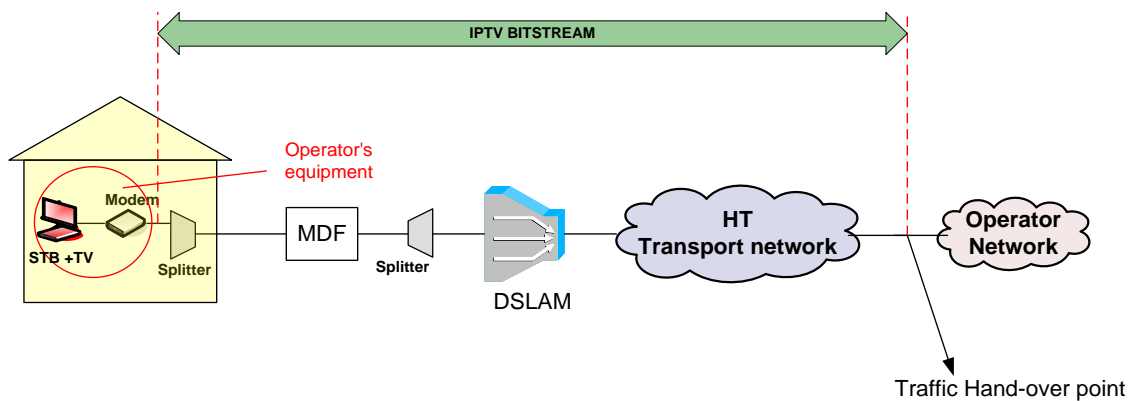 IPTV BITSTREAM
Operator's
equipment
Modem
STB +TV
Splitter
MDF
Splitter
DSLAM
HT
Transport network
Operator
Network
Traffic Hand-over point